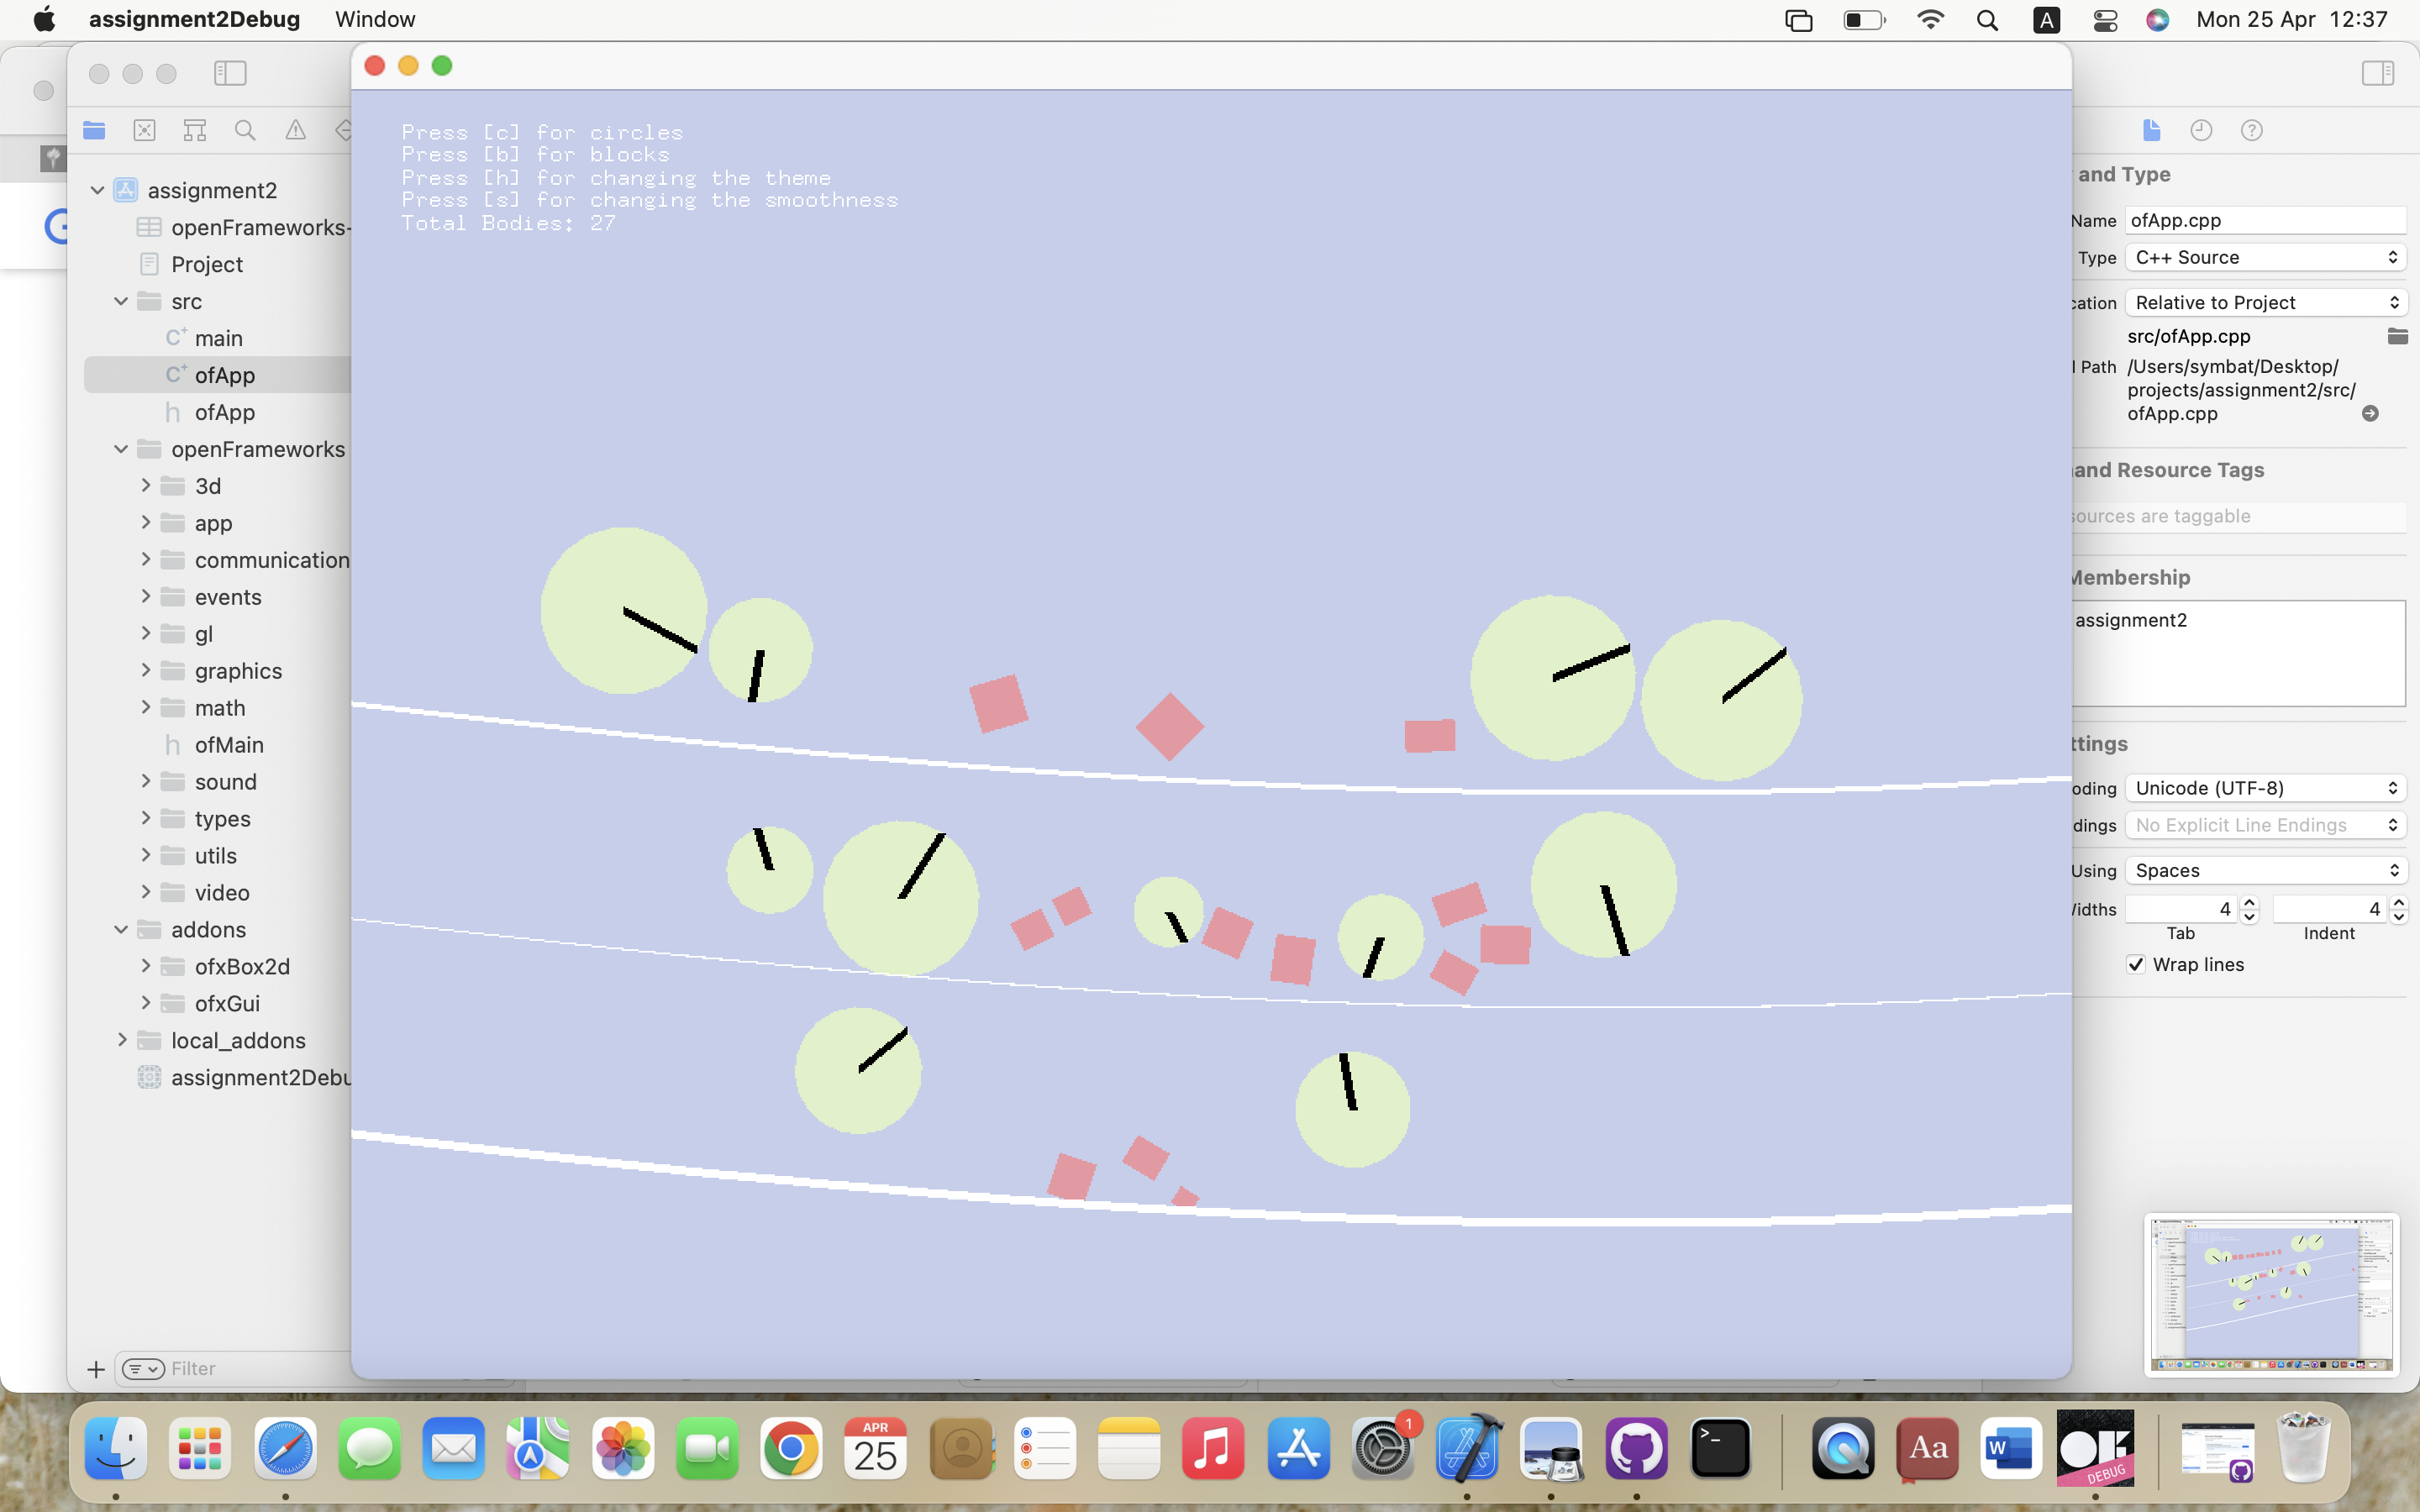 assignment2Debug Window
A
Mon 25 Apr 12:37
Press [c] for circles
Press [b] for blocks
Press [h] for changing the theme
Press [s] for changing the smoothness
Total Bodies: 27
assignment2
openFrameworks-
Project
src
main
ofApp
ofApp
openFrameworks
3d
app
communication
events
gl
graphics
math
ofMain
sound
types
utils
video
addons
ofxBox2d
ofxGui
local_addons
assignment2Debu
Filter
and Type
Name ofApp.cpp
Type C++ Source
cation Relative to Project
src/ofApp.cpp
l Path /Users/symbat/Desktop/
projects/assignment2/src/
ofApp.cpp
and Resource Tags
sources are taggable
Membership
assignment2
ttings
oding Unicode (UTF-8)
dings No Explicit Line Endings
Using Spaces
idths 4 4
Tab Indent
Wrap lines
APR
25
1
Aa
W
DEBUG